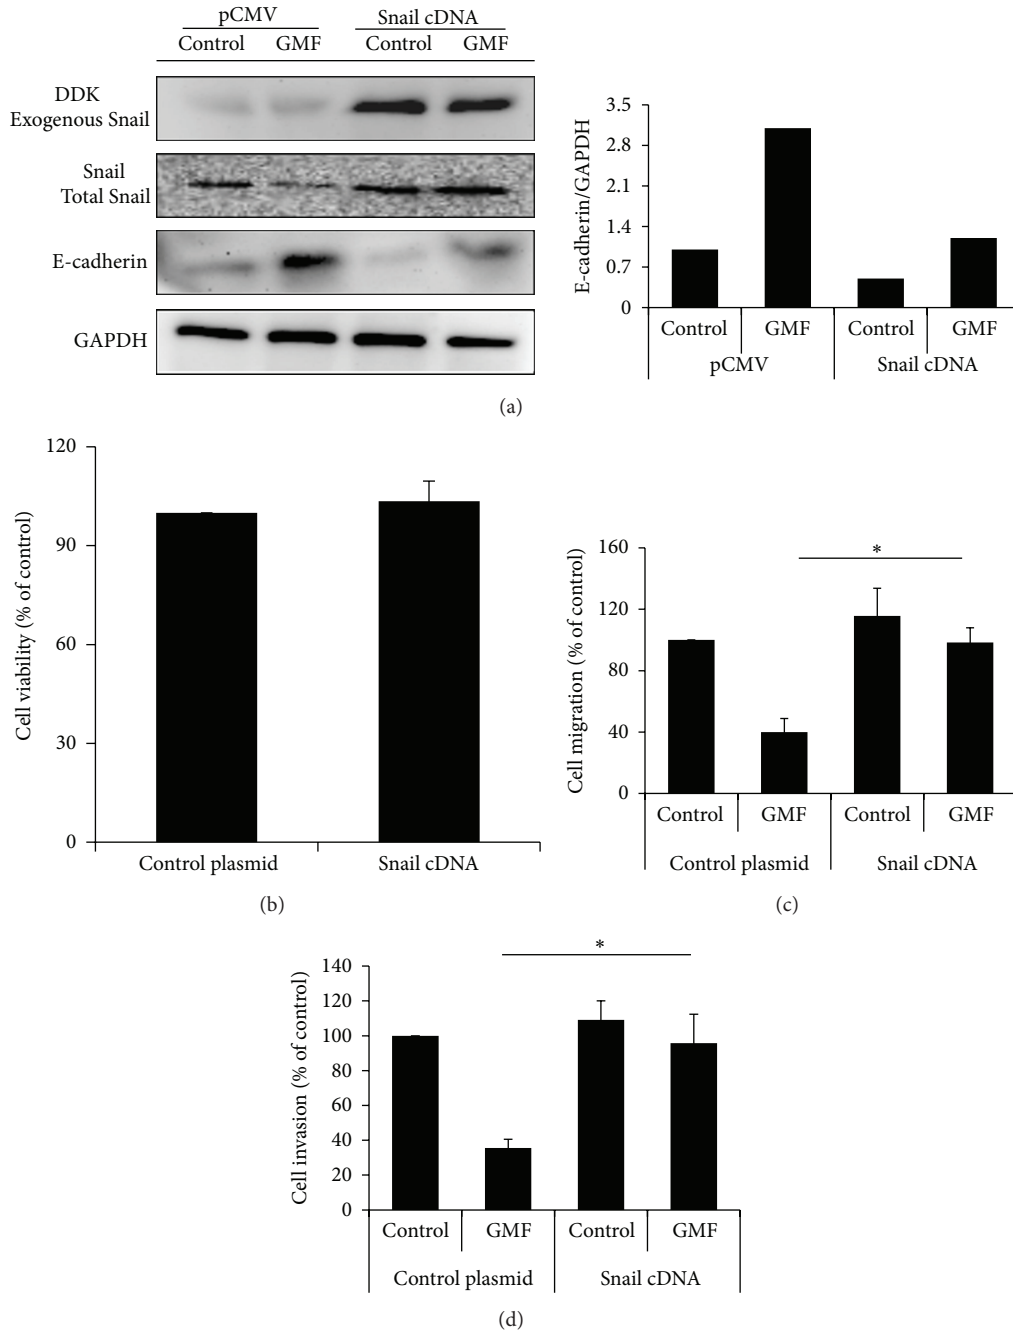 pCMV Snail cDNA
Control GMF Control GMF
DDK
Exogenous Snail
Snail
Total Snail
E-cadherin
GAPDH
E-cadherin/GAPDH
3.5
2.8
2.1
1.4
0.7
0
Control GMF Control GMF
pCMV Snail cDNA
(a)
Cell viability (% of control)
120
90
60
30
0
Control plasmid Snail cDNA
(b)
Cell migration (% of control)
160
120
80
40
0
*
Control GMF Control GMF
Control plasmid Snail cDNA
(c)
Cell invasion (% of control)
140
120
100
80
60
40
20
0
*
Control GMF Control GMF
Control plasmid Snail cDNA
(d)